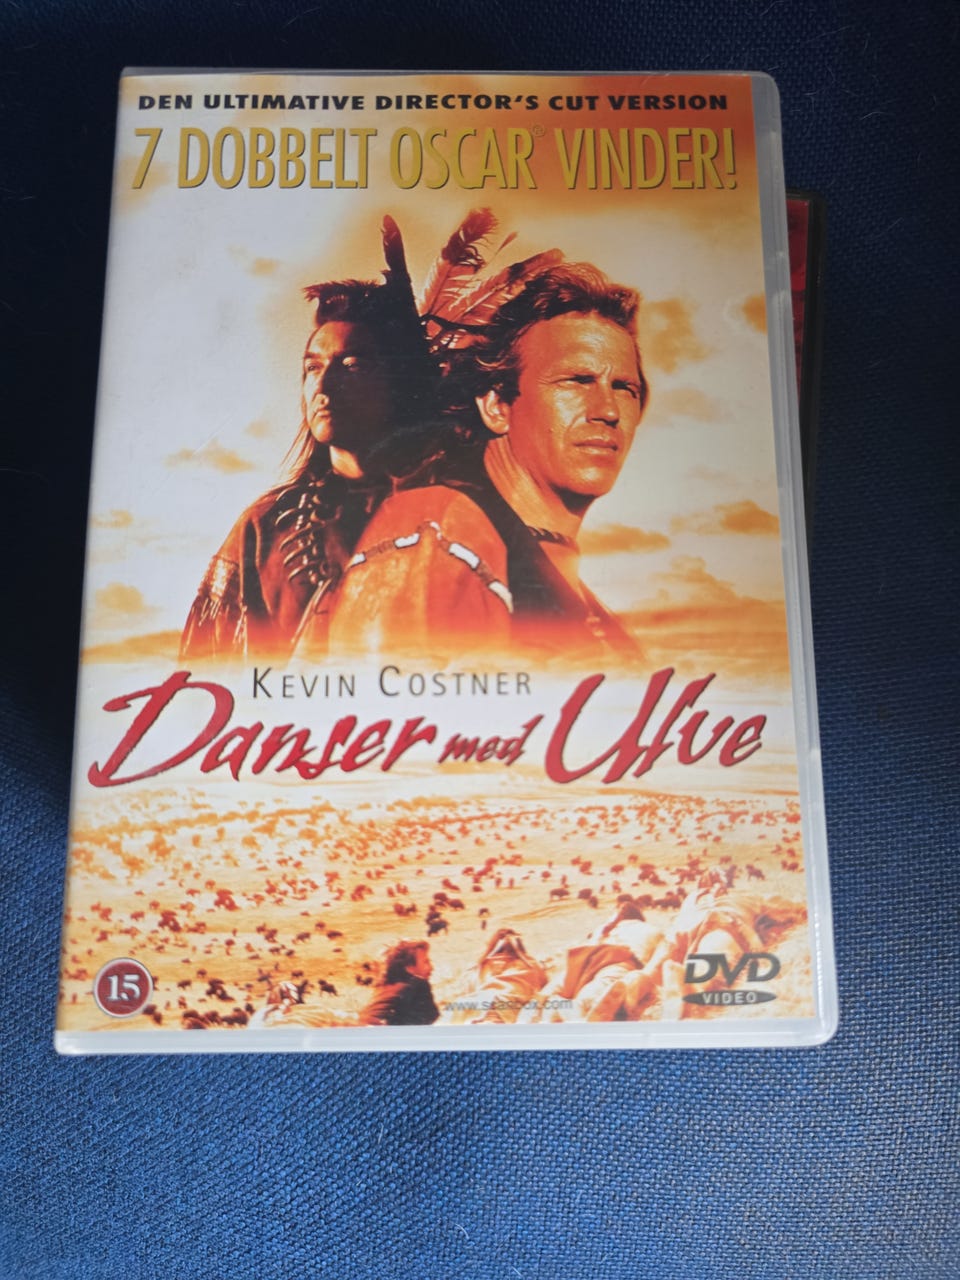 DEN ULTIMATIVE DIRECTOR'S CUT VERSION
7 DOBBELT OSCAR® VINDER!
KEVIN COSTNER
Danser med Ulve
15
DVD
VIDEO